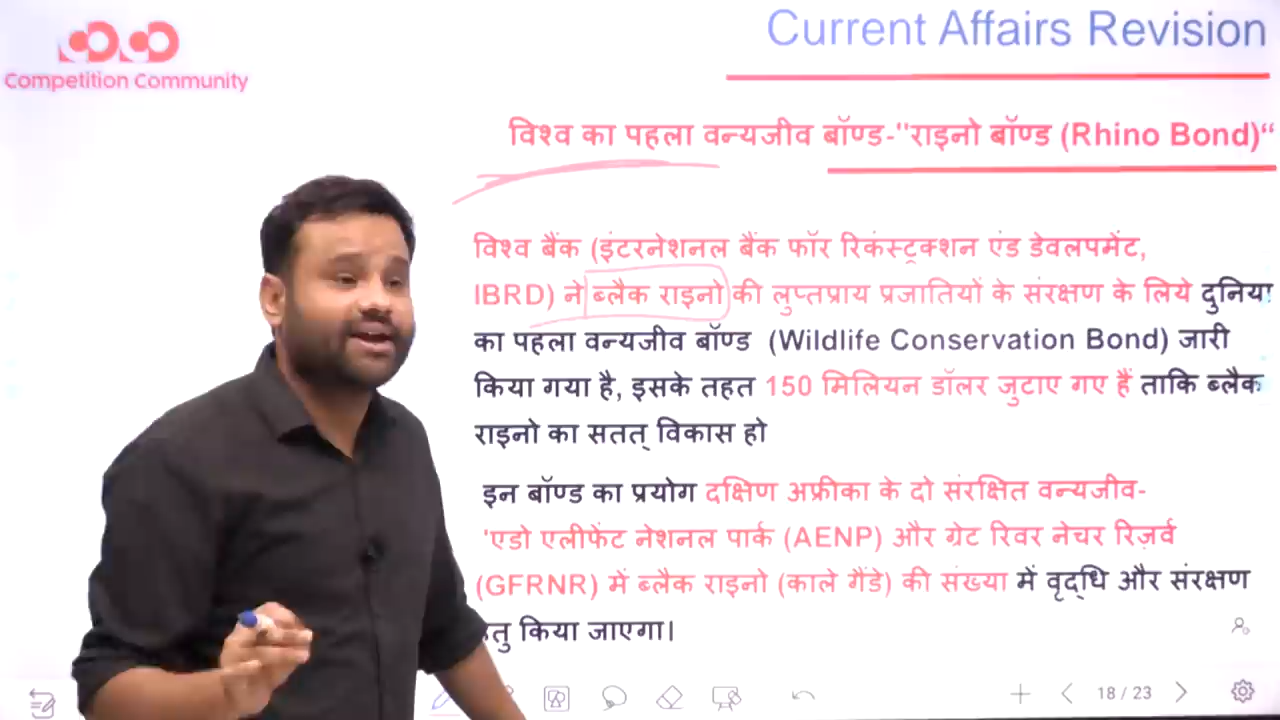 Current Affairs Revision
Competition Community
विश्व का पहला वन्यजीव बॉण्ड-"राइनो बॉण्ड (Rhino Bond)“
विश्व बैंक (इंटरनेशनल बैंक फॉर रिकंस्ट्रक्शन एंड डेवलपमेंट,
IBRD) ने ब्लैक राइनो की लुप्तप्राय प्रजातियों के संरक्षण के लिये दुनिया
का पहला वन्यजीव बॉण्ड (Wildlife Conservation Bond) जारी
किया गया है, इसके तहत 150 मिलियन डॉलर जुटाए गए हैं ताकि ब्लैक
राइनो का सतत् विकास हो
इन बॉण्ड का प्रयोग दक्षिण अफ्रीका के दो संरक्षित वन्यजीव-
'एडो एलीफेंट नेशनल पार्क (AENP) और ग्रेट रिवर नेचर रिज़र्व
(GFRNR) में ब्लैक राइनो (काले गैंडे) की संख्या में वृद्धि और संरक्षण
किया जाएगा।
18 / 23